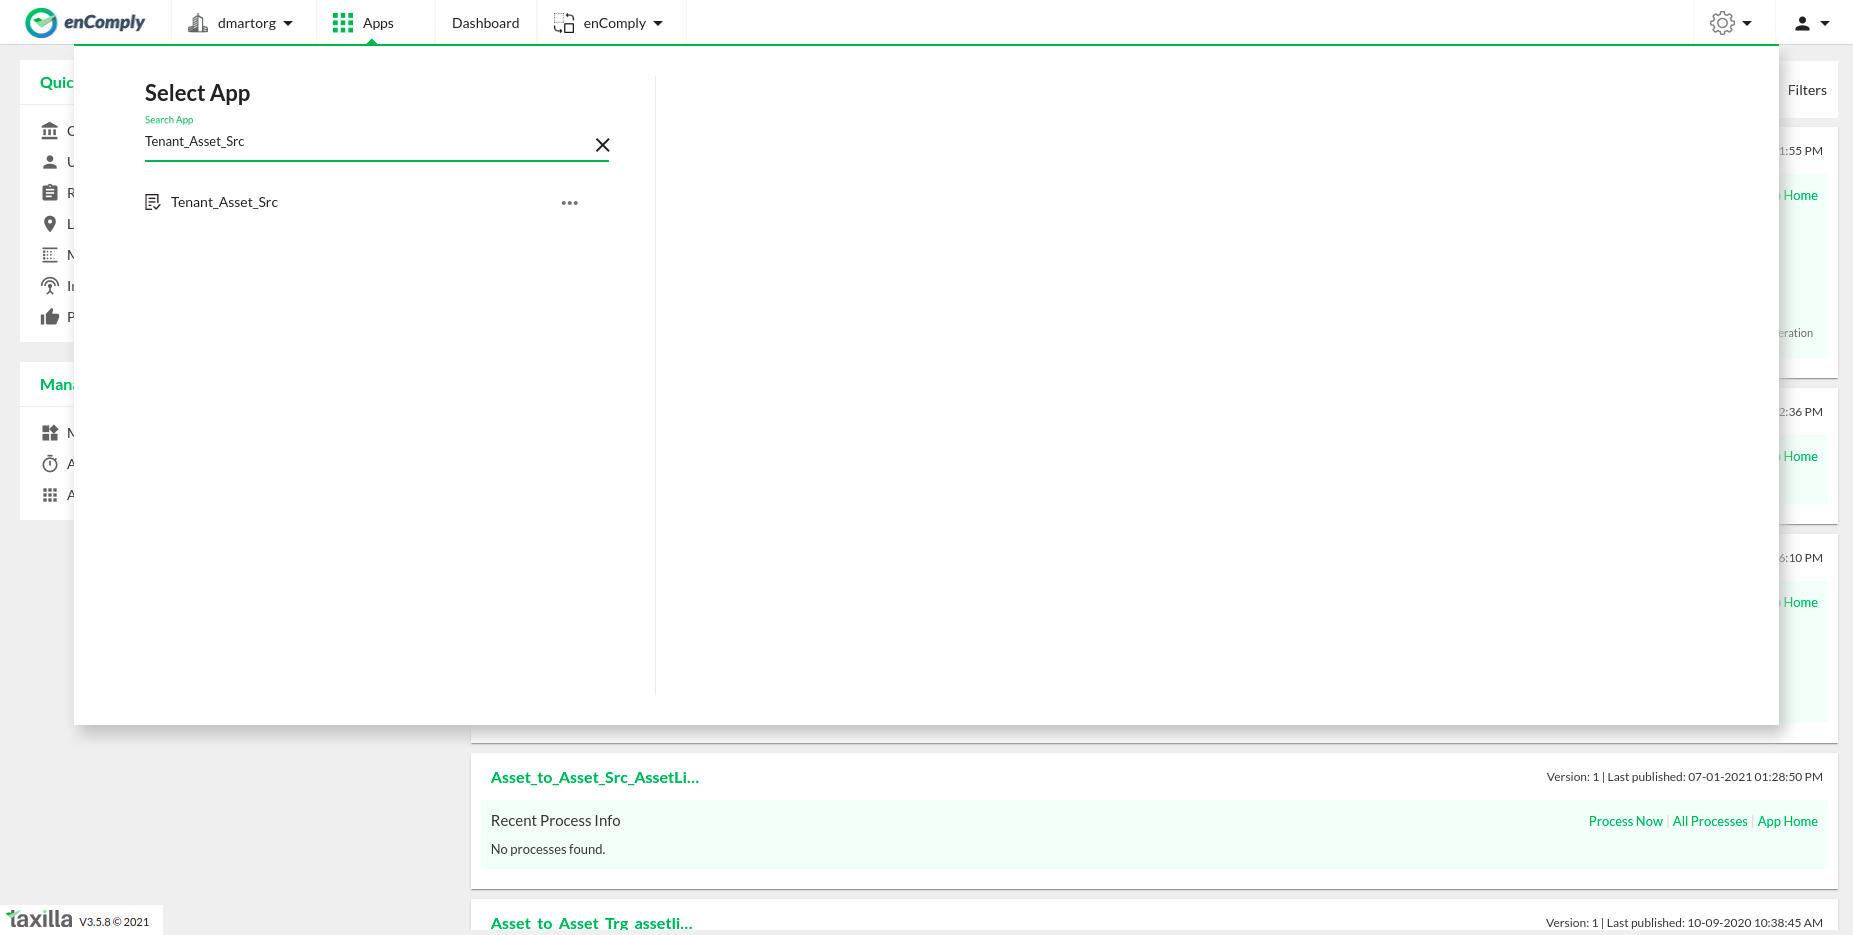 enComply
dmartorg
Apps
Dashboard
enComply
Select App
Search App
Tenant_Asset_Src
Tenant_Asset_Src
Filters
1:55 PM
Home
eration
2:36 PM
Home
6:10 PM
Home
Quic
C
U
R
L
M
P
Mana
M
A
A
Asset_to_Asset_Src_AssetLi...
Version: 1 | Last published: 07-01-2021 01:28:50 PM
Recent Process Info
Process Now | All Processes | App Home
No processes found.
Asset_to_Asset_Trg_assetli...
Version: 1 | Last published: 10-09-2020 10:38:45 AM
taxilla V3.5.8 © 2021